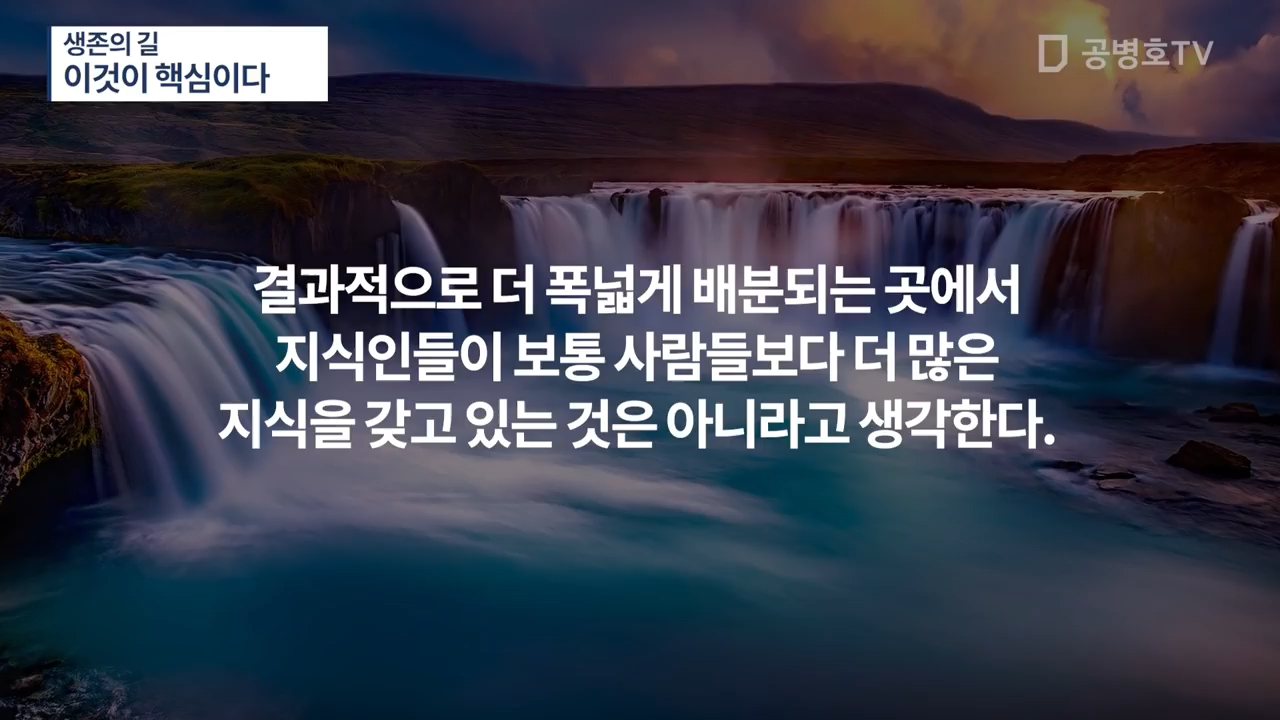 생존의 길
이것이 핵심이다
공병호TV
결과적으로 더 폭넓게 배분되는 곳에서
지식인들이 보통 사람들보다 더 많은
지식을 갖고 있는 것은 아니라고 생각한다.